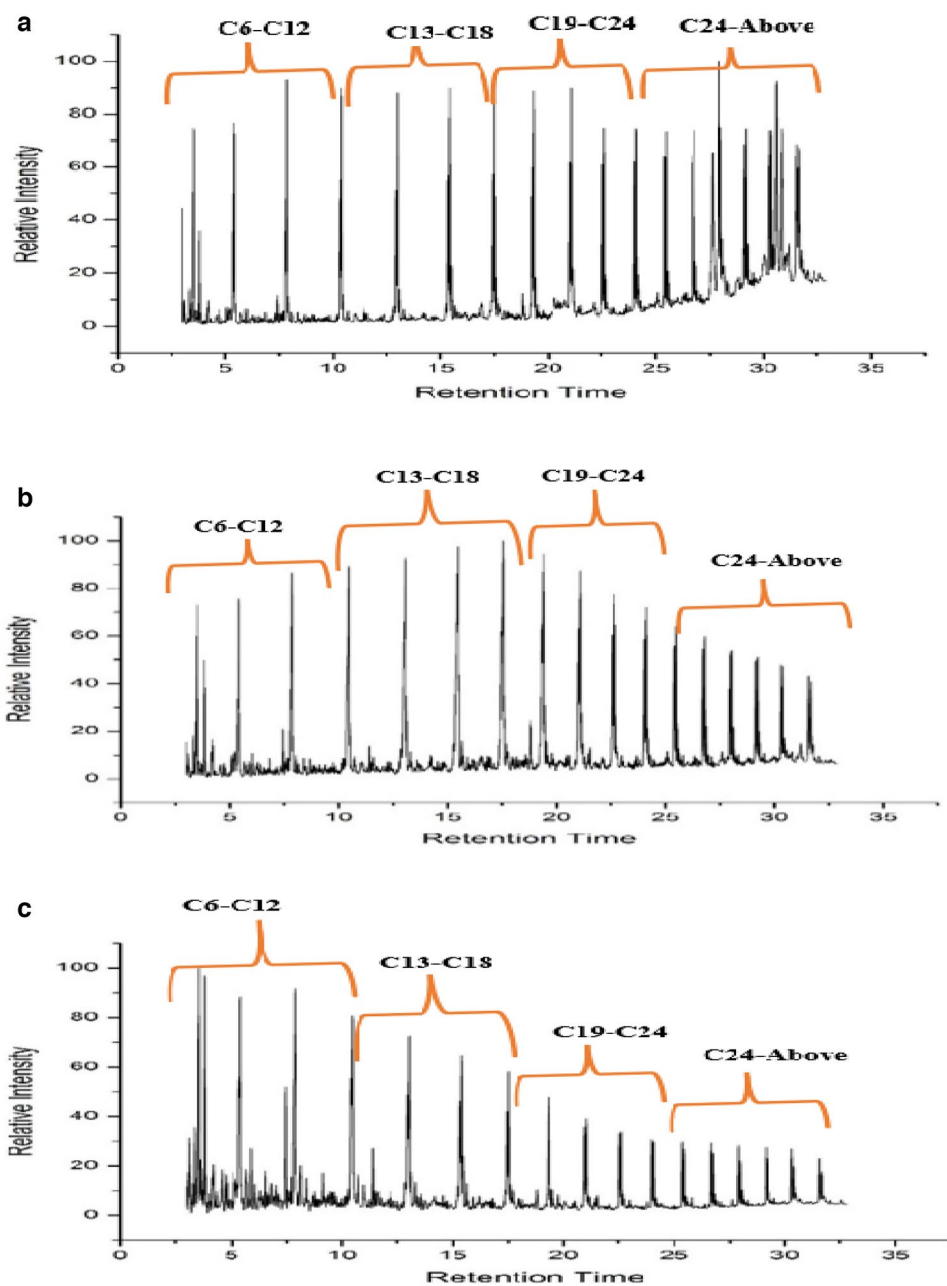 a
C6-C12
C13-C18
C19-C24
C24-Above
100
80
60
40
20
0
Relative Intensity
0 5 10 15 20 25 30 35
Retention Time
b
C6-C12
C13-C18
C19-C24
C24-Above
100
80
60
40
20
0
Relative Intensity
0 5 10 15 20 25 30 35
Retention Time
c
C6-C12
C13-C18
C19-C24
C24-Above
100
80
60
40
20
0
Relative Intensity
0 5 10 15 20 25 30 35
Retention Time